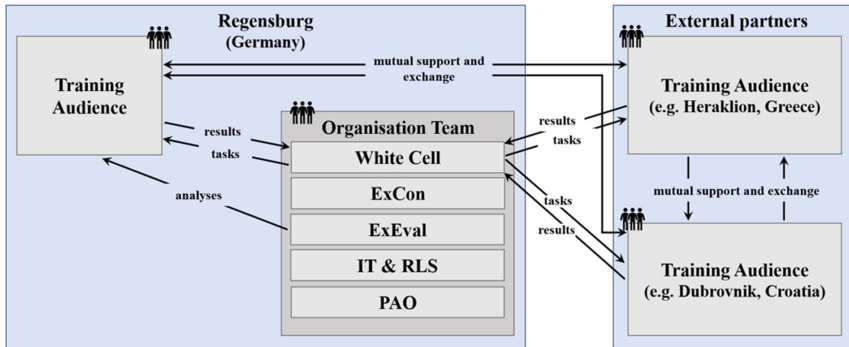 Regensburg
(Germany)
Training
Audience
mutual support and
exchange
results
tasks
analyses
Organisation Team
White Cell
ExCon
ExEval
IT & RLS
PAO
results
tasks
tasks
results
External partners
Training Audience
(e.g. Heraklion, Greece)
mutual support and exchange
Training Audience
(e.g. Dubrovnik, Croatia)